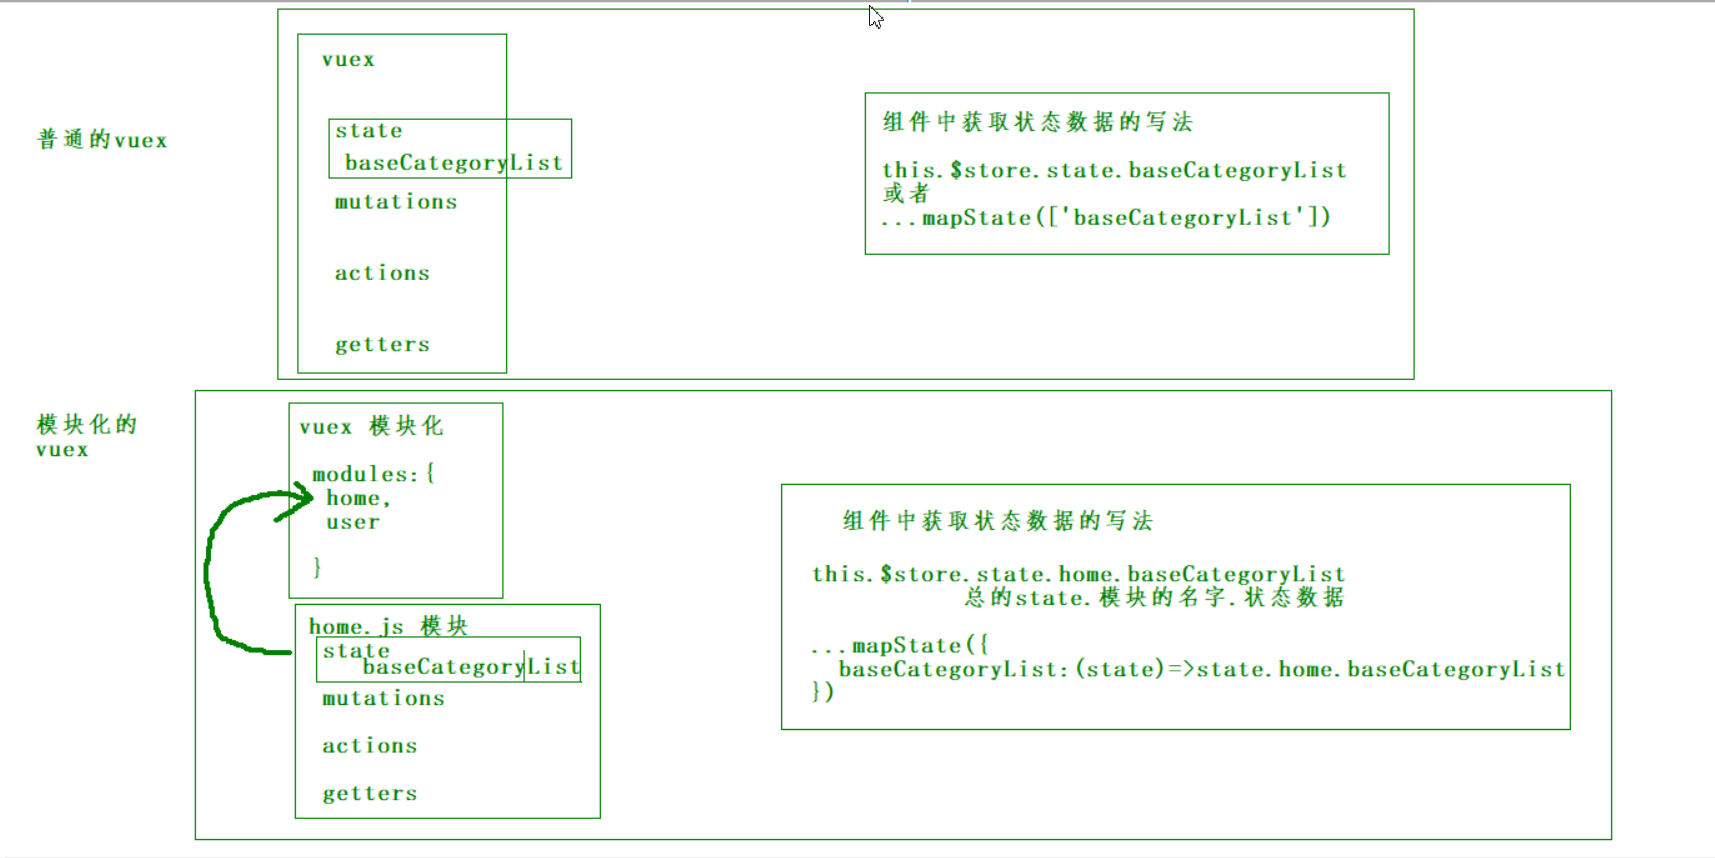 普通的vuex
vuex
state
baseCategoryList
mutations
actions
getters
组件中获取状态数据的写法
this.$store.state.baseCategoryList
或者
...mapState(['baseCategoryList'])
模块化的
vuex
vuex 模块化
modules:{
home,
user
}
home.js 模块
state
baseCategoryList
mutations
actions
getters
组件中获取状态数据的写法
this.$store.state.home.baseCategoryList
总的state.模块的名字.状态数据
...mapState({
baseCategoryList:(state)=>state.home.baseCategoryList
})